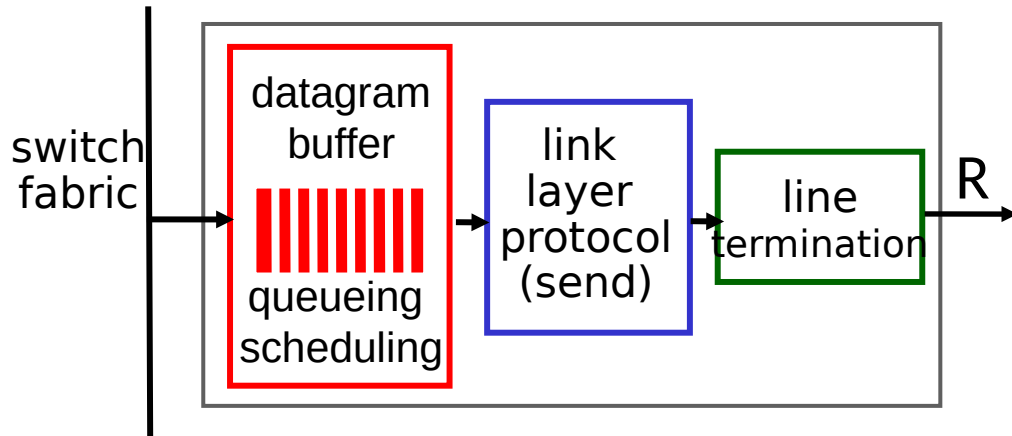 switch
fabric
datagram
buffer
queueing
scheduling
link
layer
protocol
(send)
line
termination
R